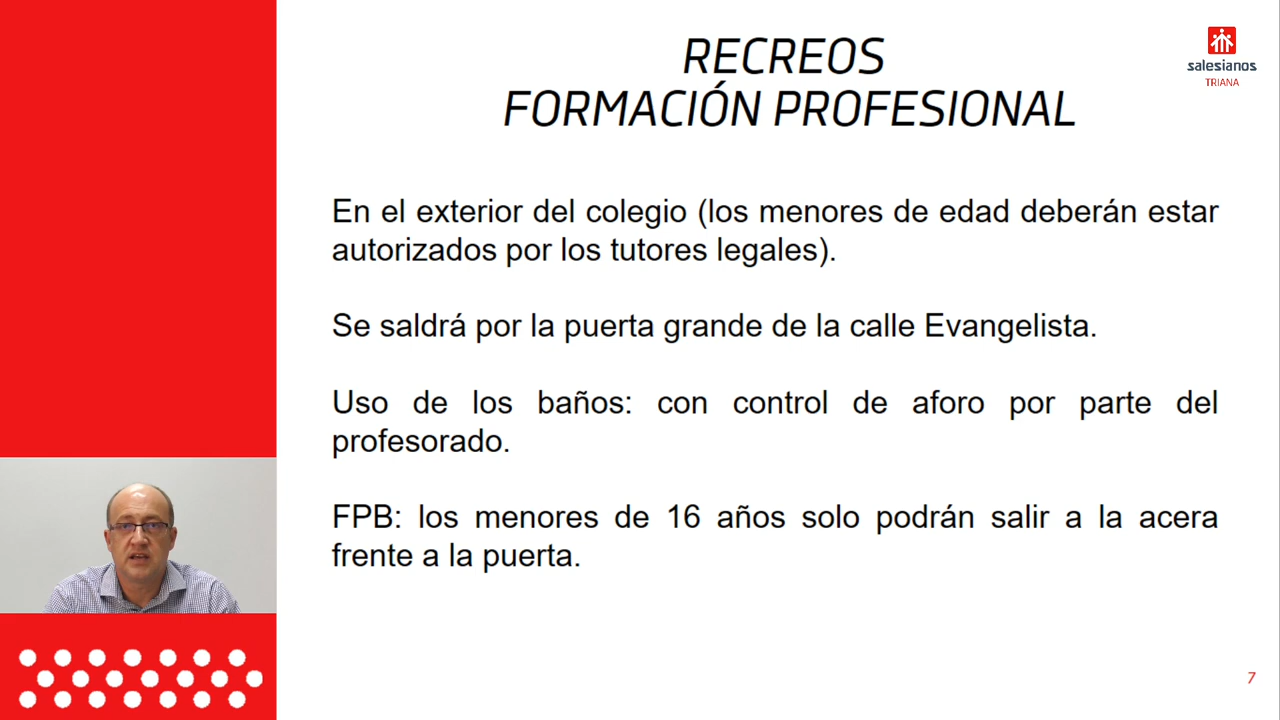 RECREOS
FORMACIÓN PROFESIONAL
salesianos
TRIANA
En el exterior del colegio (los menores de edad deberán estar
autorizados por los tutores legales).
Se saldrá por la puerta grande de la calle Evangelista.
Uso de los baños: con control de aforo por parte del
profesorado.
FPB: los menores de 16 años solo podrán salir a la acera
frente a la puerta.
7